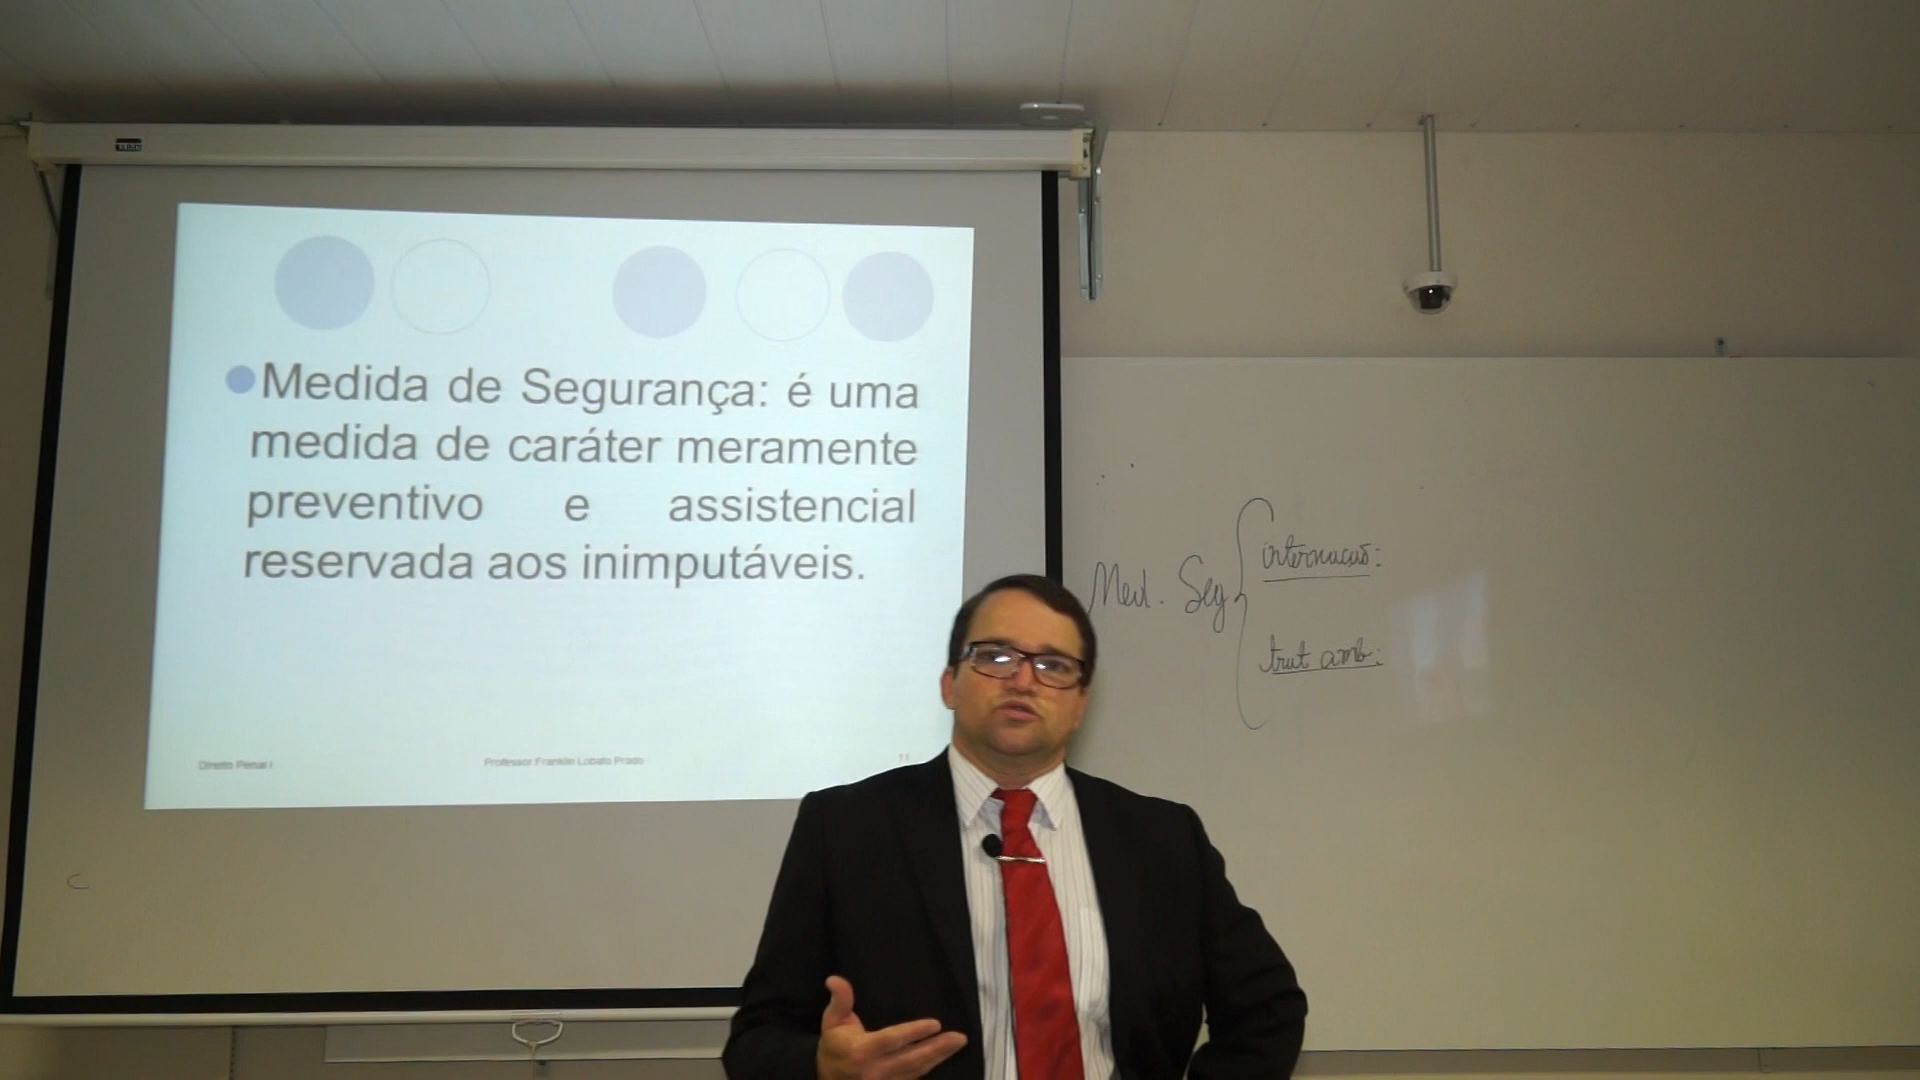 Medida de Segurança: é uma
medida de caráter meramente
preventivo e assistencial
reservada aos inimputáveis.
Direito Penal I
Professor Franklin Lobato Prado
11
Med. Seg
internação:
trat amb: